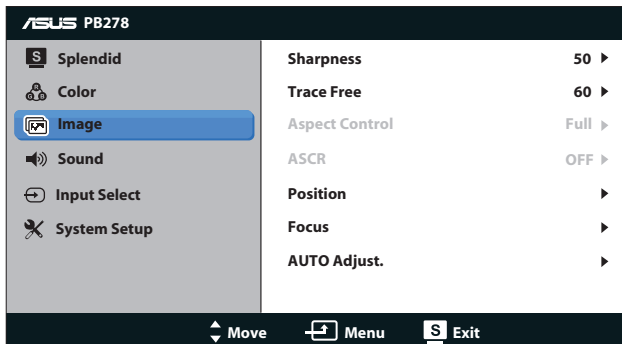 ASUS PB278
S Splendid
Color
Image
Sound
Input Select
System Setup
Sharpness 50
Trace Free 60
Aspect Control Full
ASCR OFF
Position
Focus
AUTO Adjust.
Move Menu S Exit